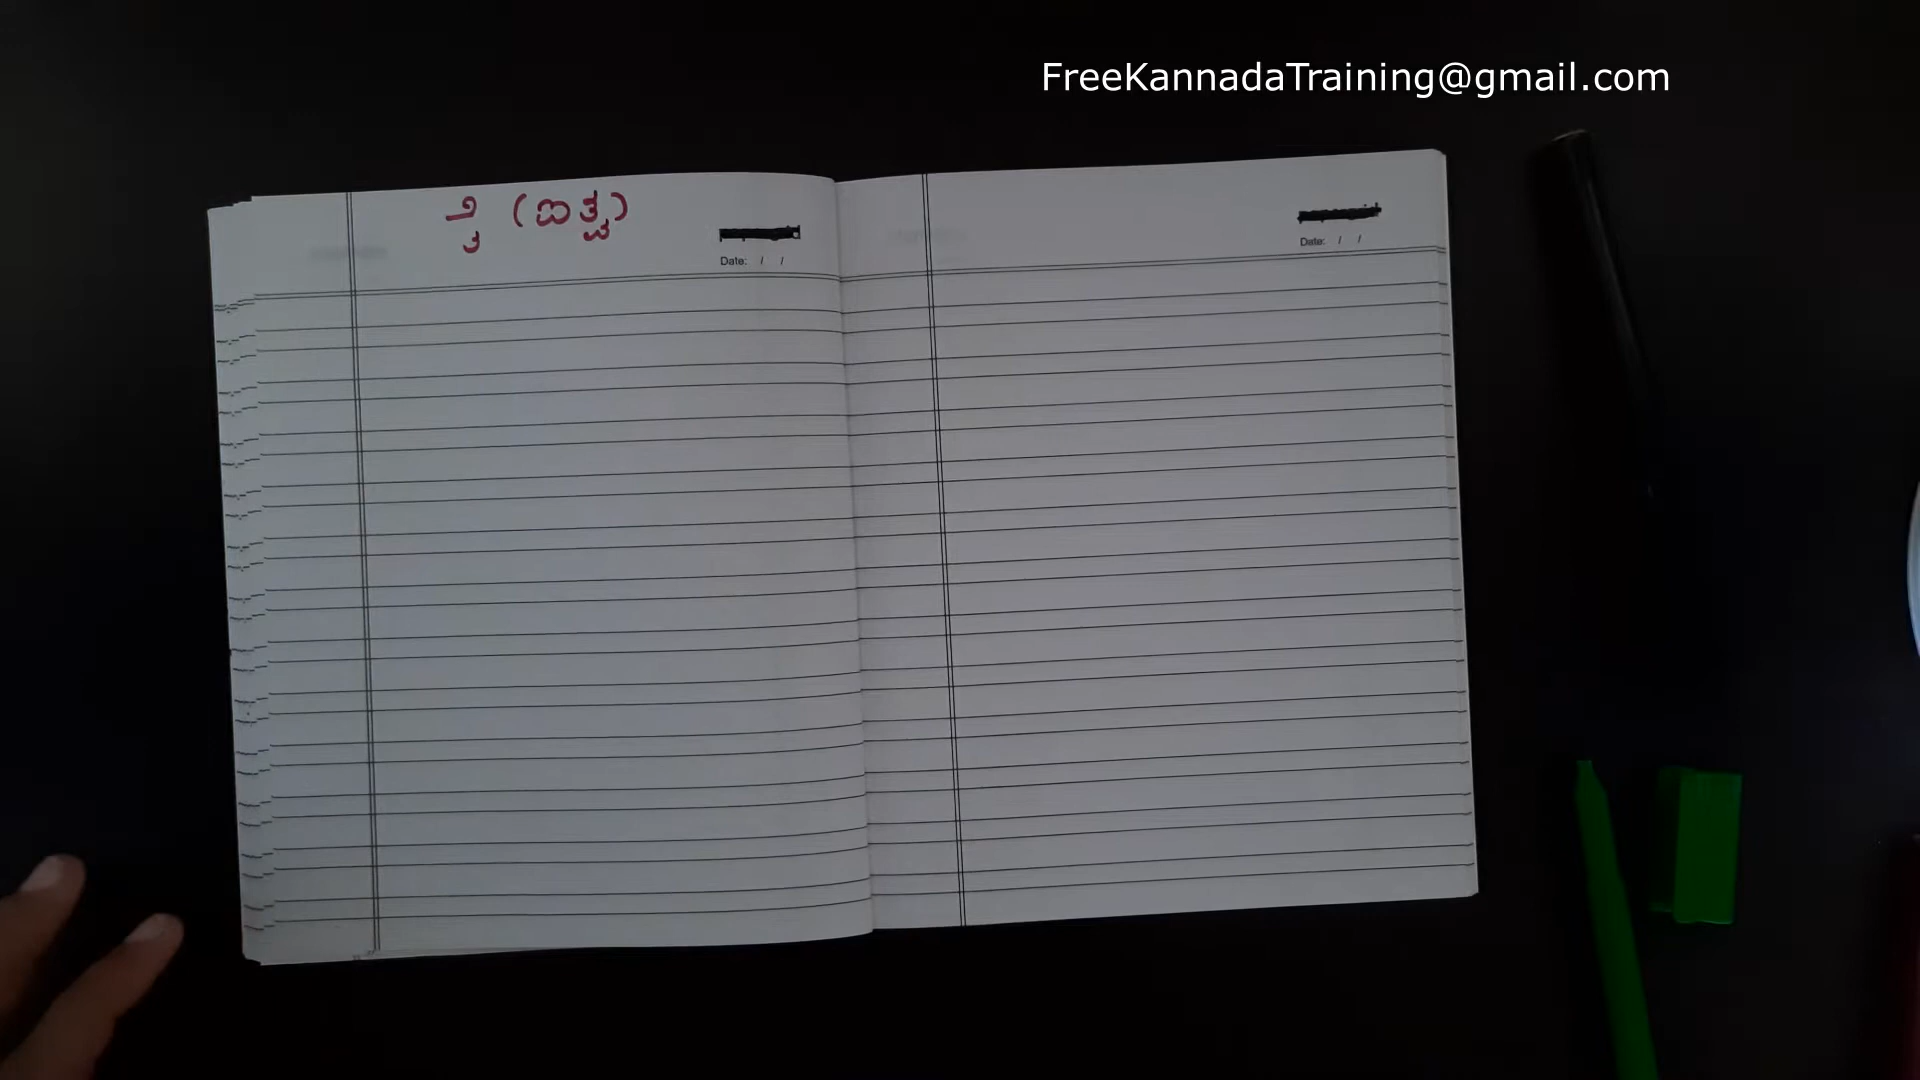 FreeKannadaTraining@gmail.com
ೈ (ಐತ್ವ)
Date: / /
Date: / /